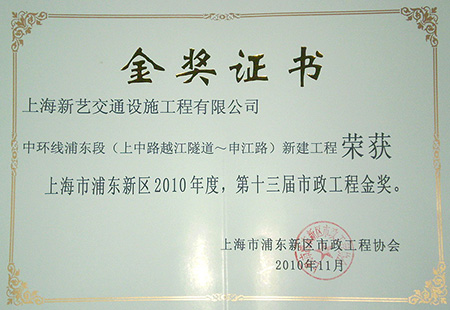 金奖证书
上海新艺交通设施工程有限公司
中环线浦东段（上中路越江隧道～申江路）新建工程荣获
上海市浦东新区2010年度，第十三届市政工程金奖。
上海市浦东新区市政工程协会
2010年11月